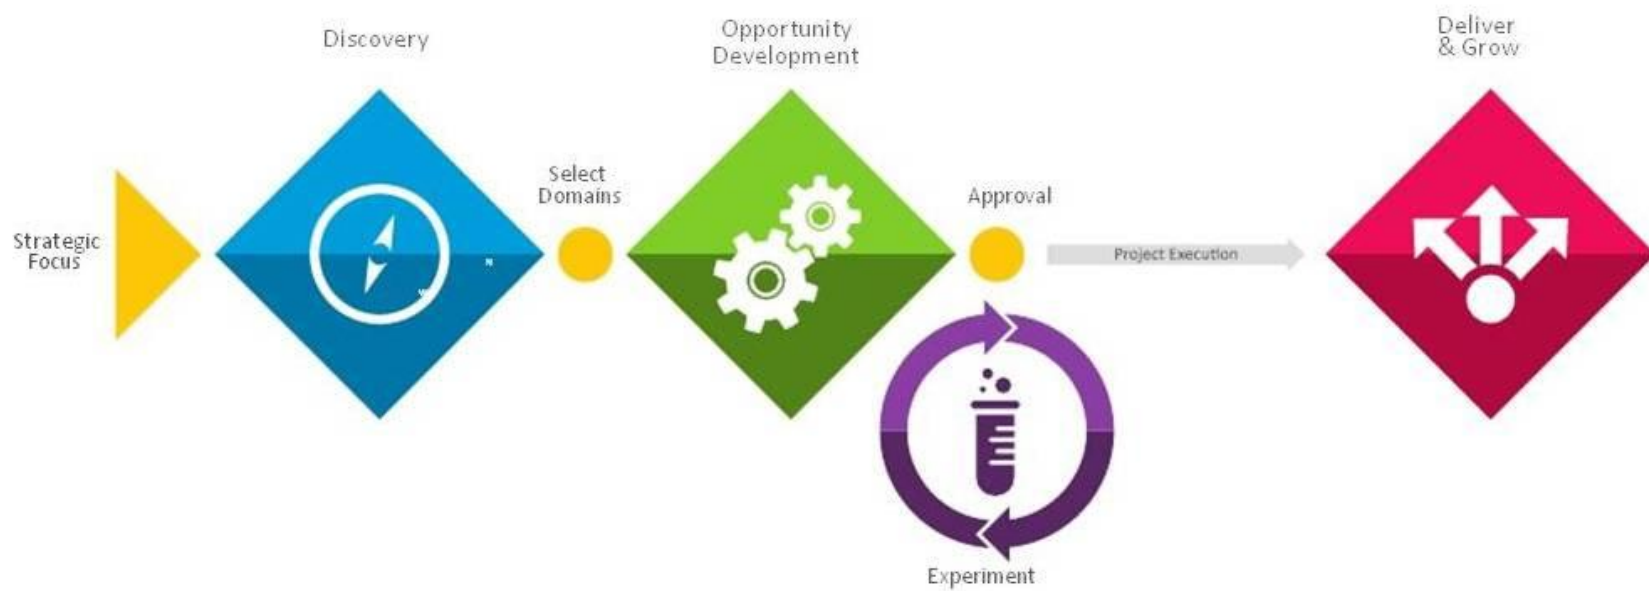 Discovery
Opportunity
Development
Deliver
& Grow
Select
Domains
Approval
Strategic
Focus
Project Execution
N
Experiment